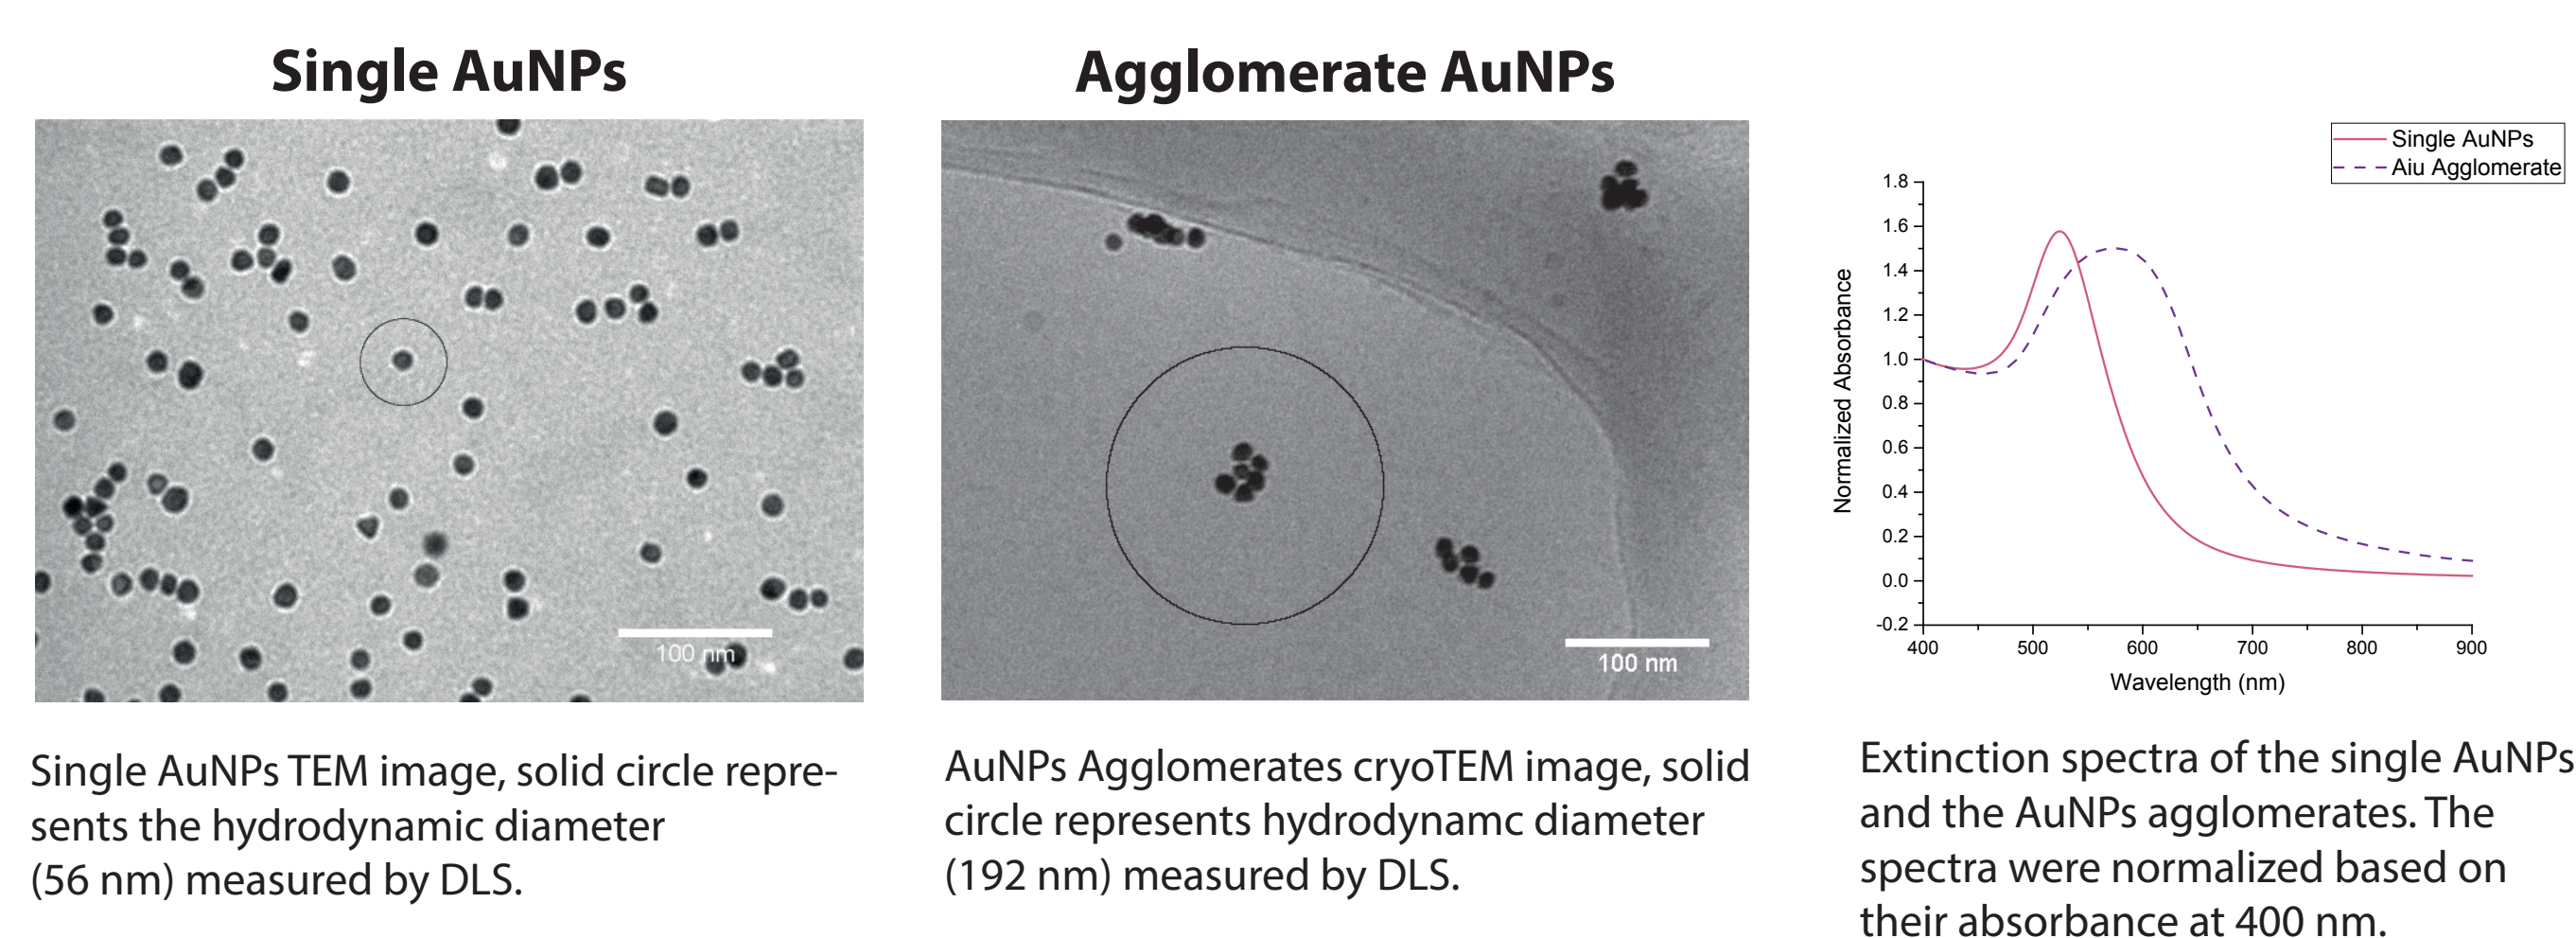 Single AuNPs
Agglomerate AuNPs
100 nm
100 nm
Single AuNPs
Aiu Agglomerate
1.8
1.6
1.4
1.2
1.0
0.8
0.6
0.4
0.2
0.0
-0.2
Normalized Absorbance
400 500 600 700 800 900
Wavelength (nm)
Single AuNPs TEM image, solid circle repre-
sents the hydrodynamic diameter
(56 nm) measured by DLS.
AuNPs Agglomerates cryoTEM image, solid
circle represents hydrodynamc diameter
(192 nm) measured by DLS.
Extinction spectra of the single AuNPs
and the AuNPs agglomerates. The
spectra were normalized based on
their absorbance at 400 nm.